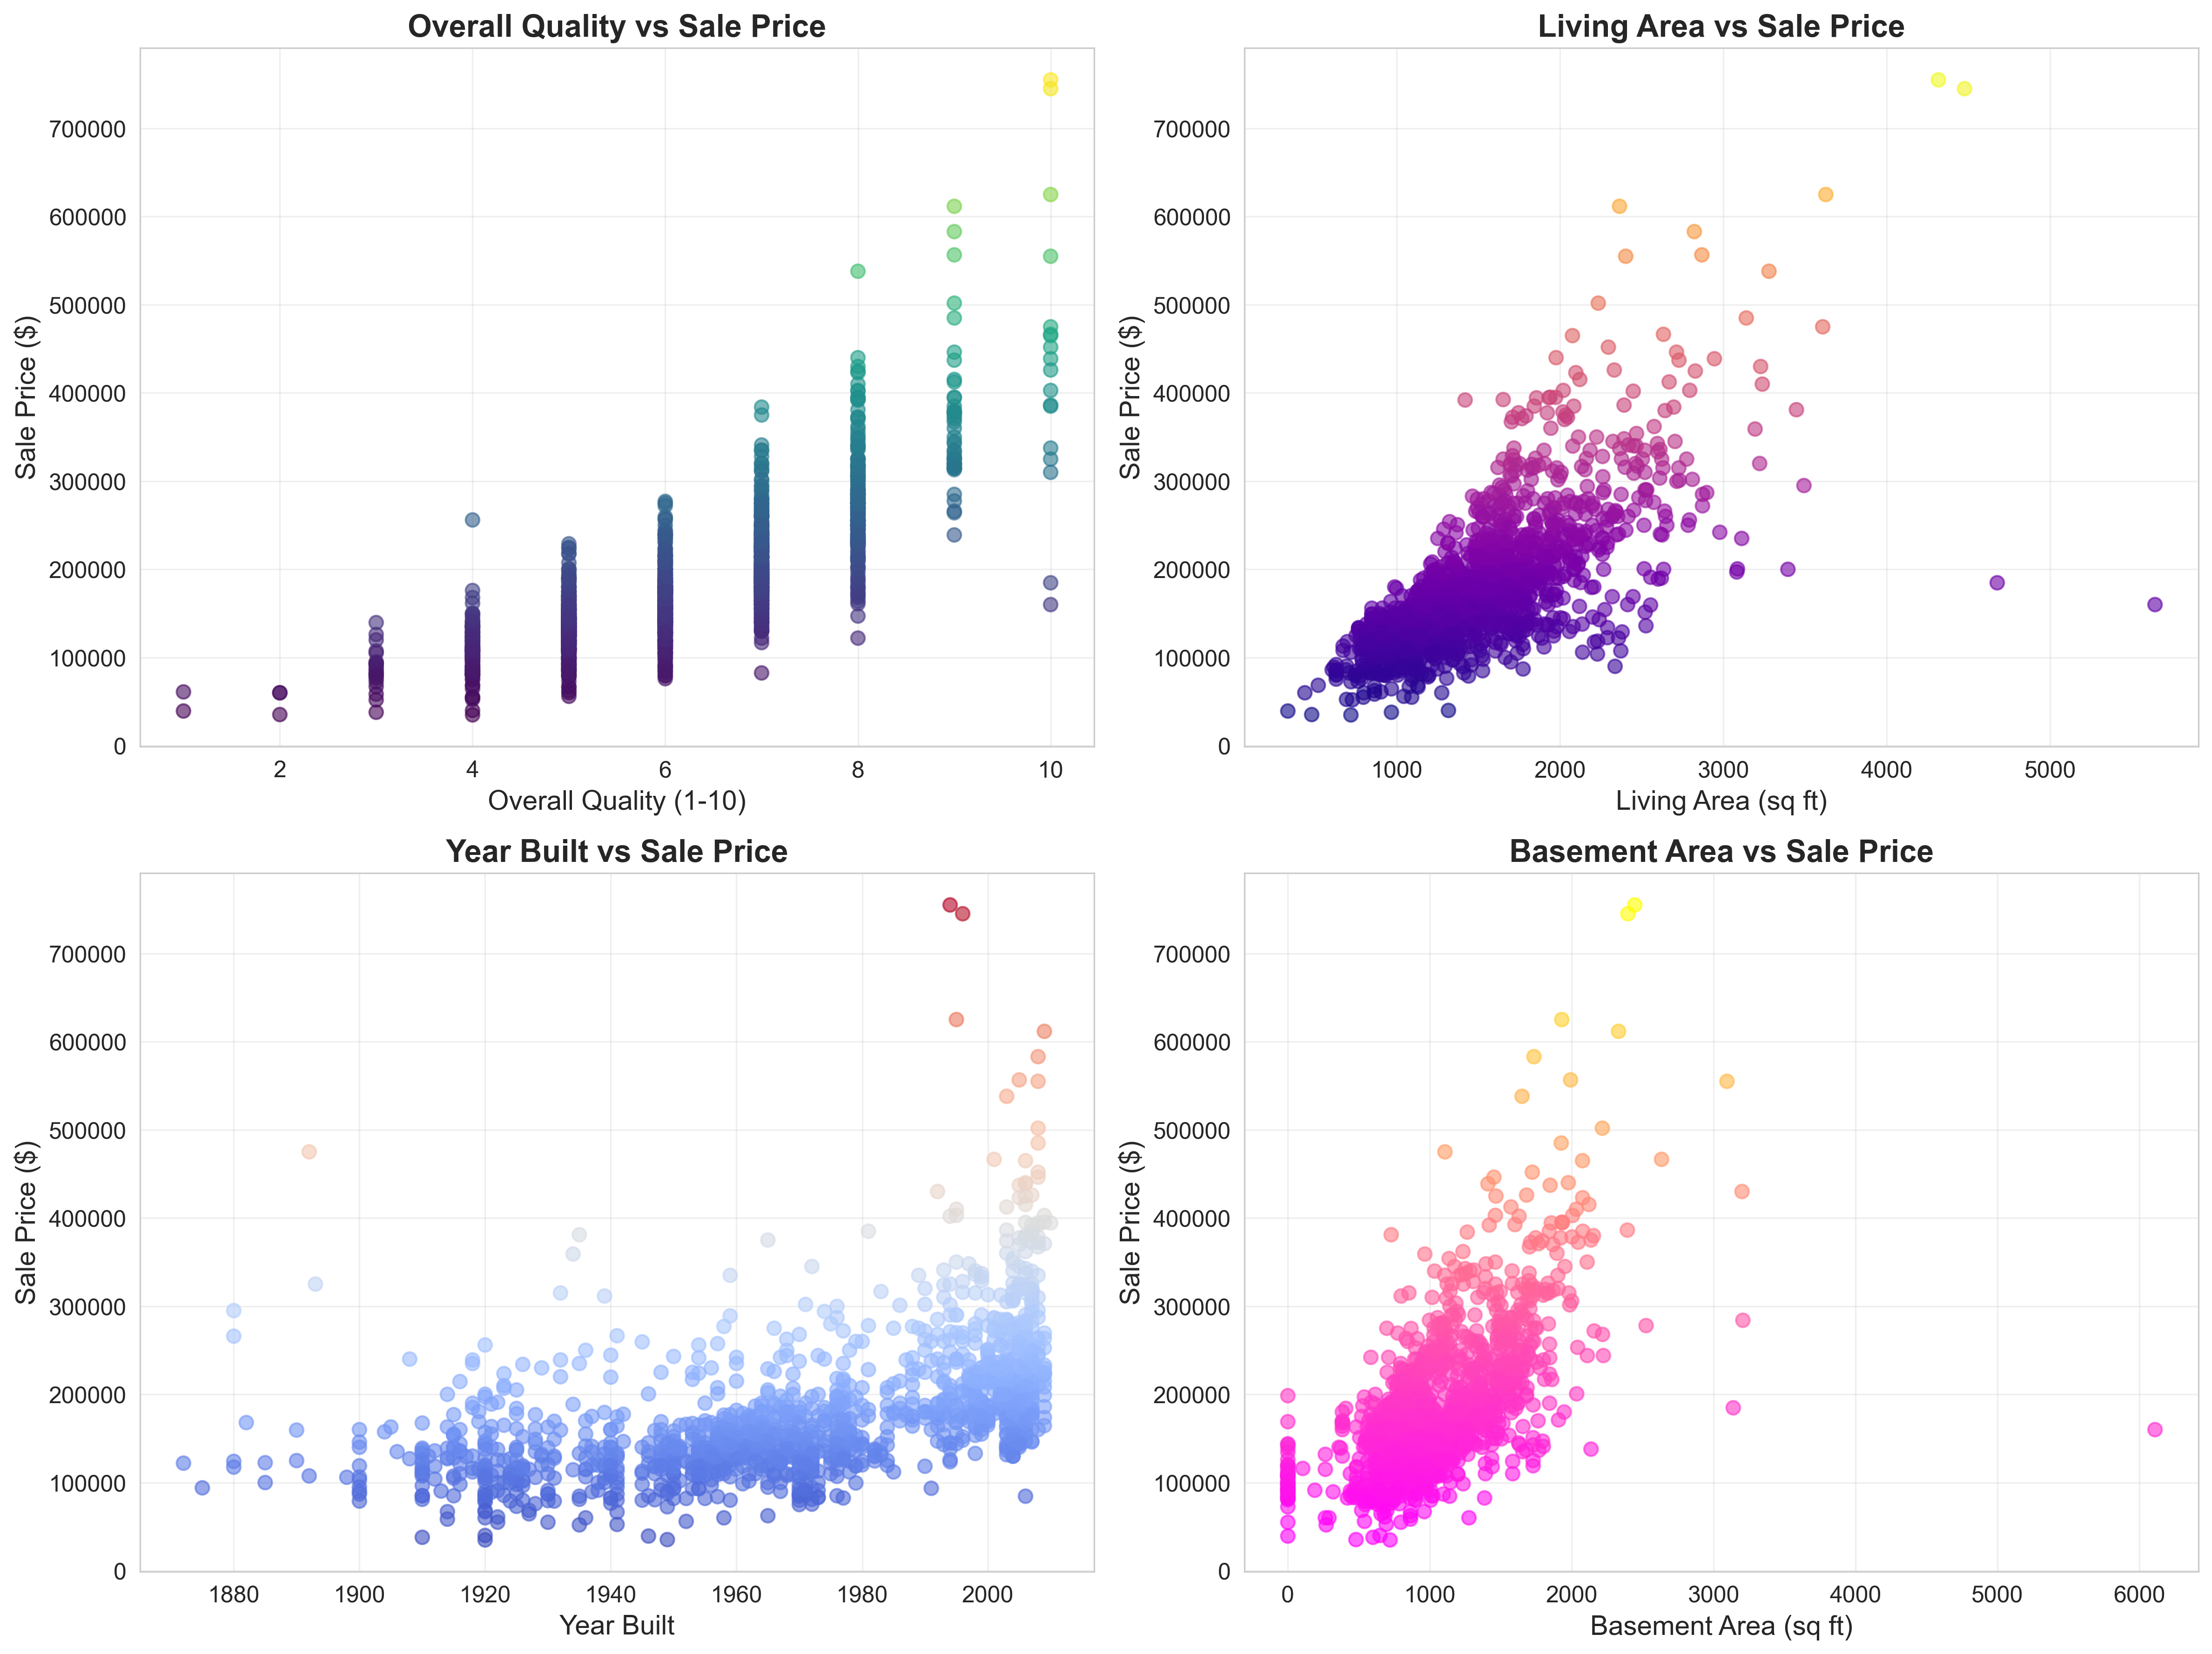 Overall Quality vs Sale Price
Sale Price ($)
700000
600000
500000
400000
300000
200000
100000
0
2 4 6 8 10
Overall Quality (1-10)
Living Area vs Sale Price
Sale Price ($)
700000
600000
500000
400000
300000
200000
100000
0
1000 2000 3000 4000 5000
Living Area (sq ft)
Year Built vs Sale Price
Sale Price ($)
700000
600000
500000
400000
300000
200000
100000
0
1880 1900 1920 1940 1960 1980 2000
Year Built
Basement Area vs Sale Price
Sale Price ($)
700000
600000
500000
400000
300000
200000
100000
0
0 1000 2000 3000 4000 5000 6000
Basement Area (sq ft)